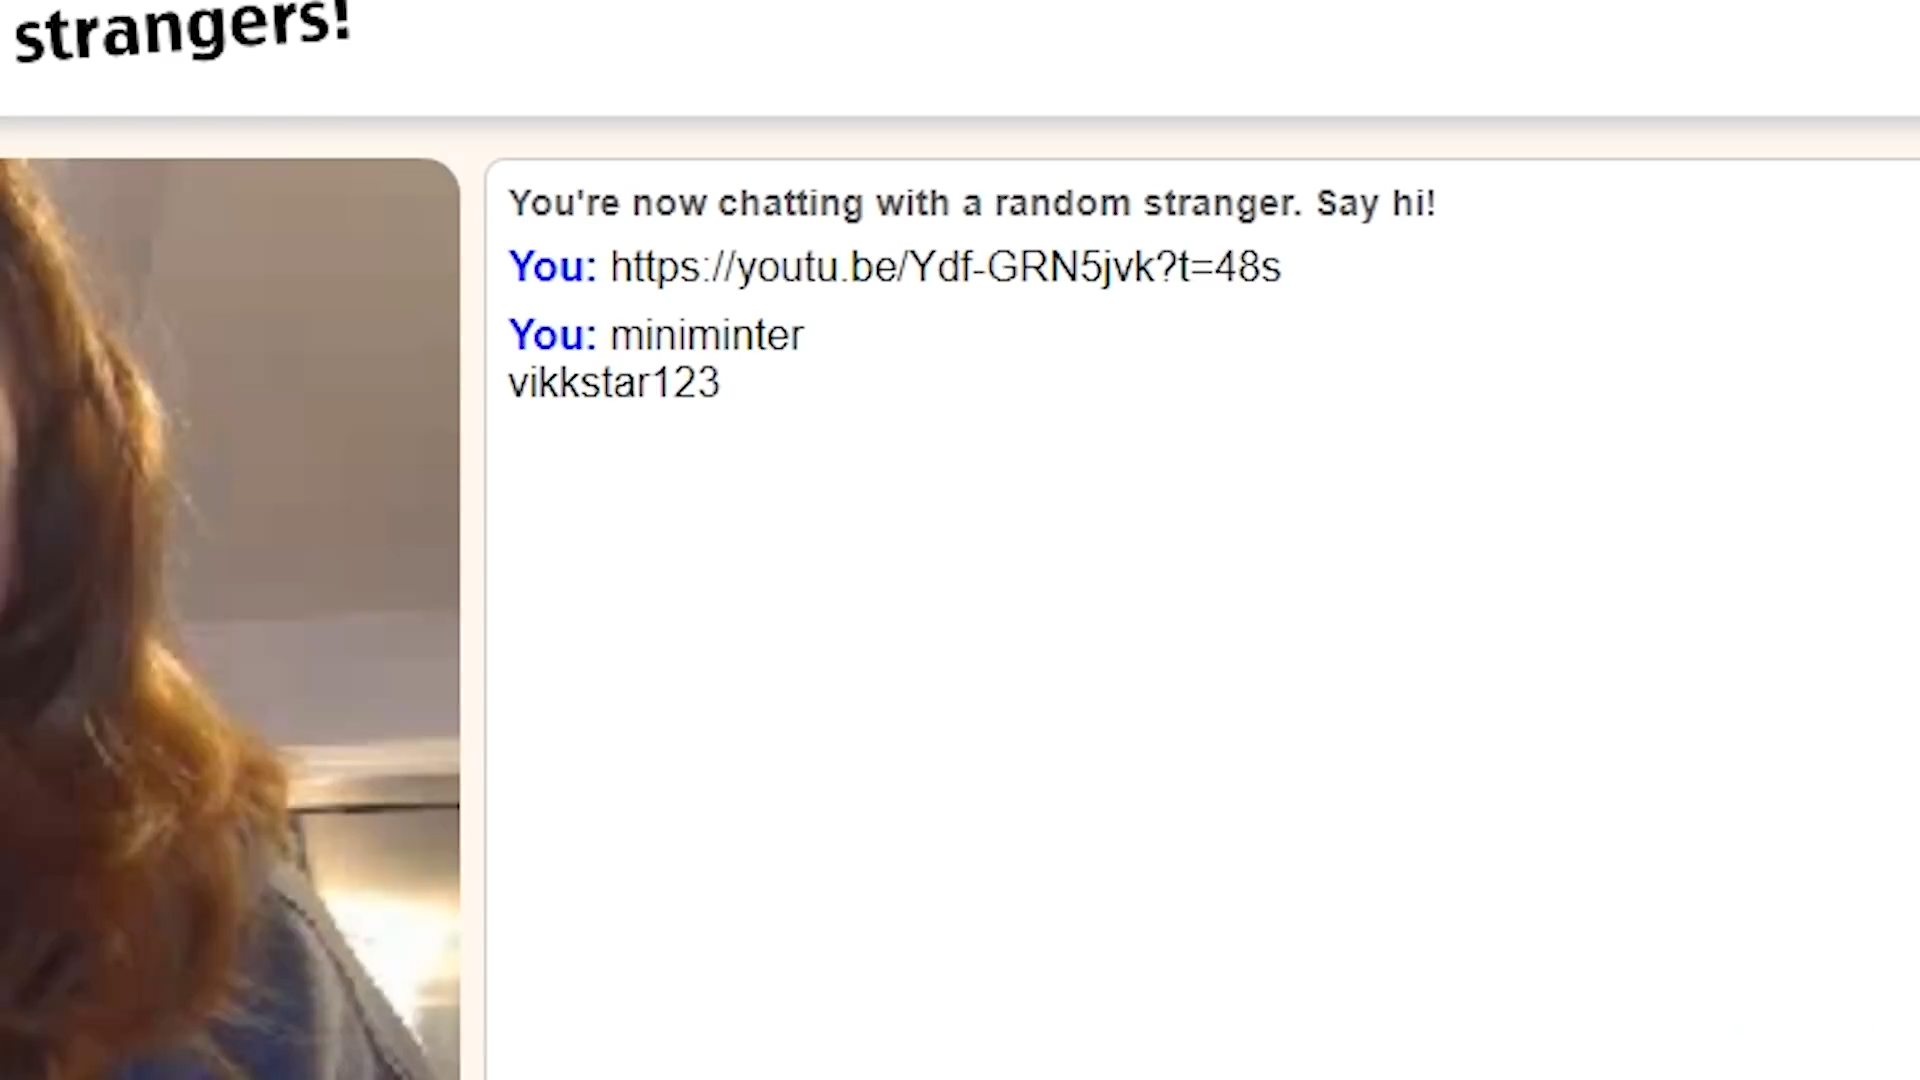 strangers!
You're now chatting with a random stranger. Say hi!
You: https://youtu.be/Ydf-GRN5jvk?t=48s
You: miniminter
vikkstar123